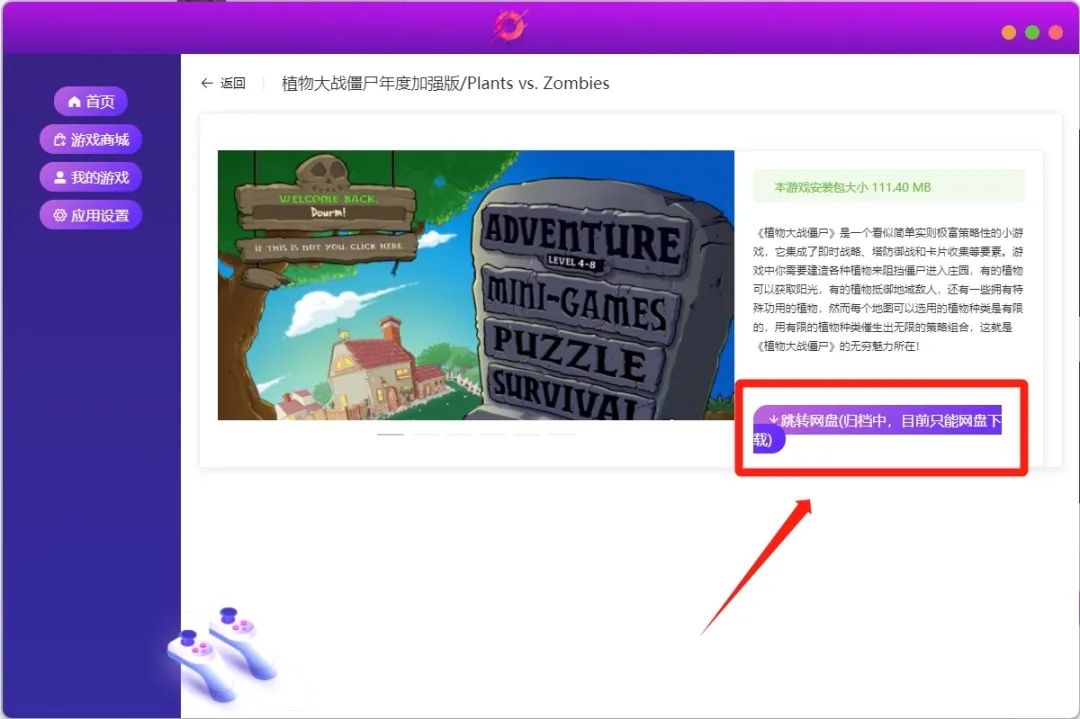 首页
游戏商城
我的游戏
应用设置
返回
植物大战僵尸年度加强版/Plants vs. Zombies
WELCOME BACK,
Dourm!
IF THIS IS NOT YOU, CLICK HERE.
ADVENTURE
LEVEL 4-8
MINI-GAMES
PUZZLE
SURVIVAL
本游戏安装包大小 111.40 MB
《植物大战僵尸》是一个看似简单实则极富策略性的小游
戏，它集成了即时战略、塔防御战和卡片收集等要素。游
戏中你需要建造各种植物来阻挡僵尸进入庄园，有的植物
可以获取阳光，有的植物抵御地域敌人，还有一些拥有特
殊功用的植物，然而每个地图可以选用的植物种类是有限
的，用有限的植物种类催生出无限的策略组合，这就是
《植物大战僵尸》的无穷魅力所在！
跳转网盘(归档中，目前只能网盘下
载)